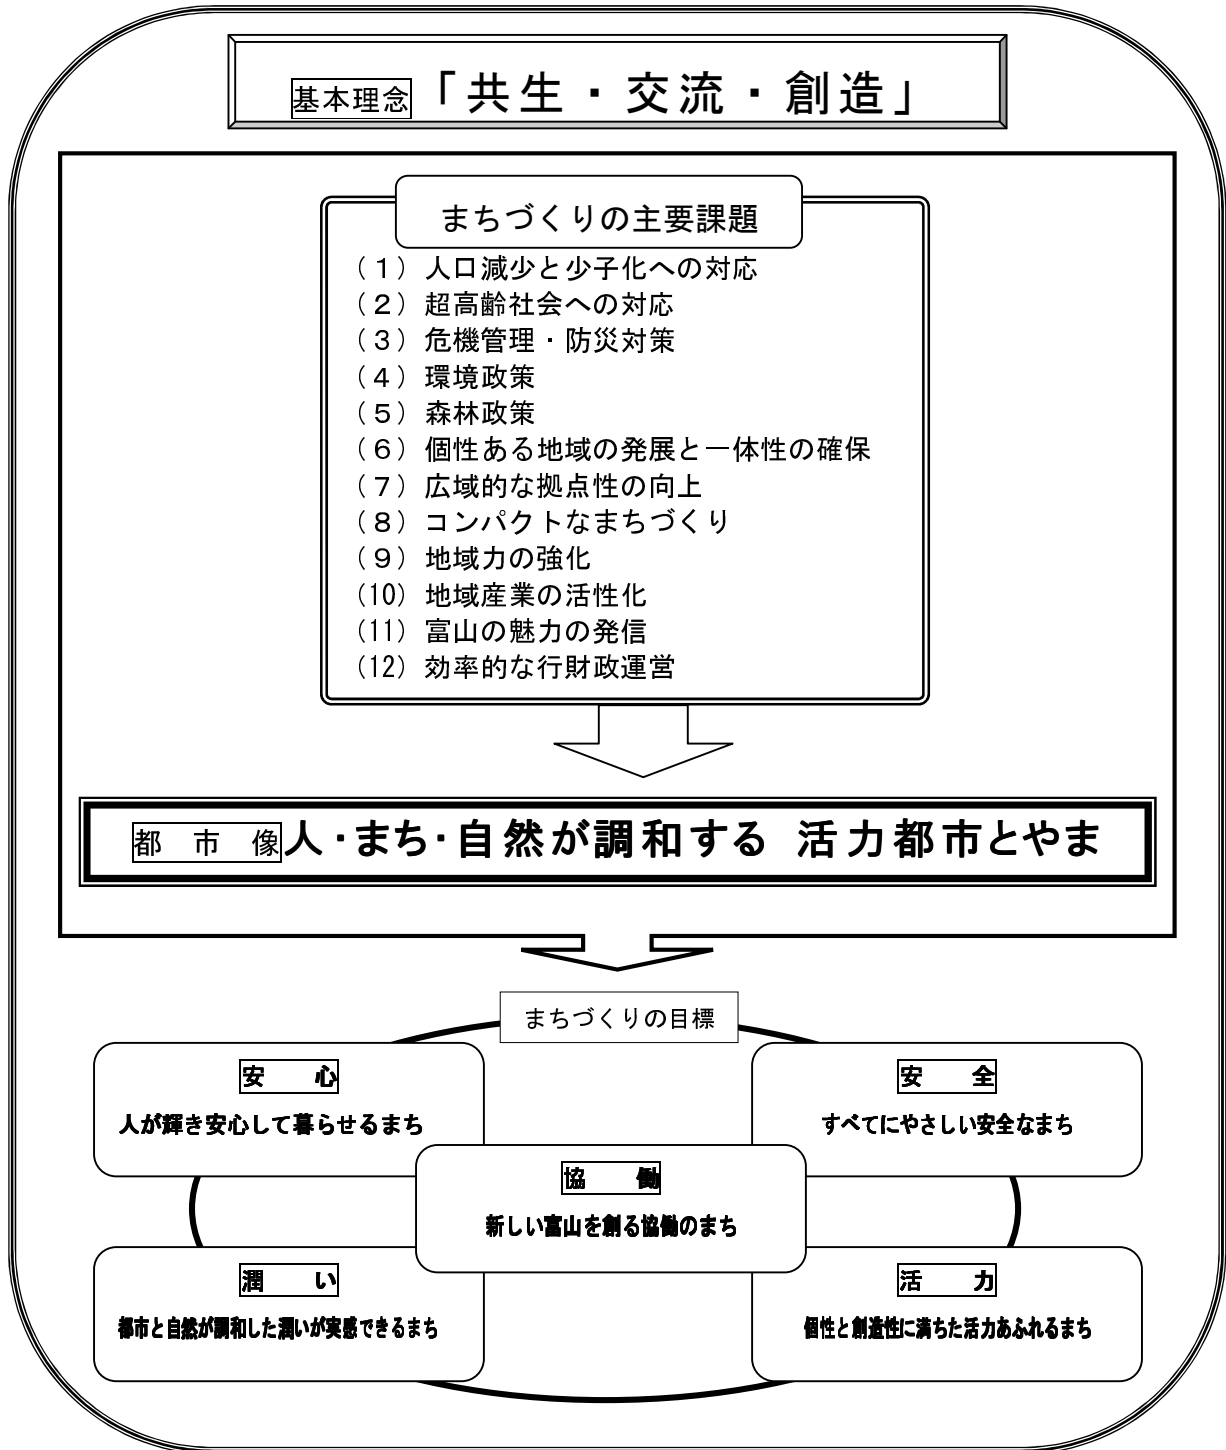 基本理念「共生・交流・創造」
まちづくりの主要課題
（１）人口減少と少子化への対応
（２）超高齢社会への対応
（３）危機管理・防災対策
（４）環境政策
（５）森林政策
（６）個性ある地域の発展と一体性の確保
（７）広域的な拠点性の向上
（８）コンパクトなまちづくり
（９）地域力の強化
（10）地域産業の活性化
（11）富山の魅力の発信
（12）効率的な行財政運営
都　市　像 人・まち・自然が調和する　活力都市とやま
まちづくりの目標
安　心
人が輝き安心して暮らせるまち
安　全
すべてにやさしい安全なまち
協　働
新しい富山を創る協働のまち
潤　い
都市と自然が調和した潤いが実感できるまち
活　力
個性と創造性に満ちた活力あふれるまち